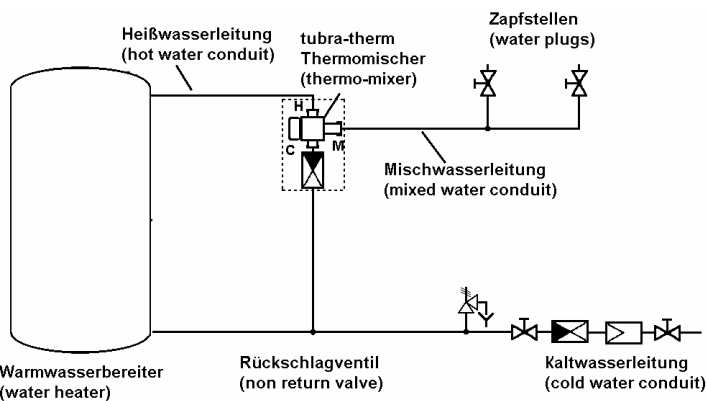 Heißwasserleitung
(hot water conduit)
tubra-therm
Thermomischer
(thermo-mixer)
Zapfstellen
(water plugs)
H
C
M
Mischwasserleitung
(mixed water conduit)
Warmwasserbereiter
(water heater)
Rückschlagventil
(non return valve)
Kaltwasserleitung
(cold water conduit)